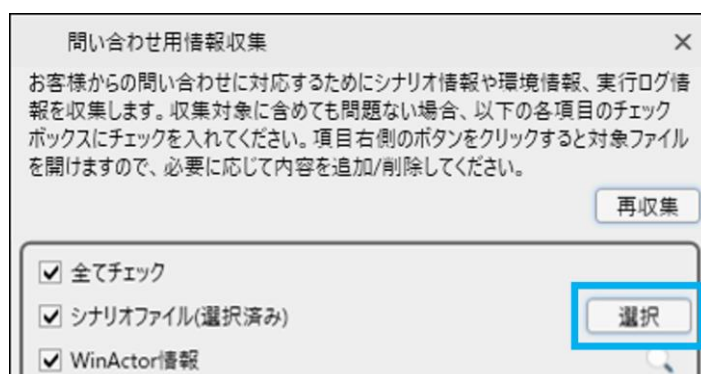 問い合わせ用情報収集
お客様からの問い合わせに対応するためにシナリオ情報や環境情報、実行ログ情
報を収集します。収集対象に含めても問題ない場合、以下の各項目のチェック
ボックスにチェックを入れてください。項目右側のボタンをクリックすると対象ファイル
を開けますので、必要に応じて内容を追加/削除してください。
再収集
全てチェック
シナリオファイル(選択済み)
選択
WinActor情報